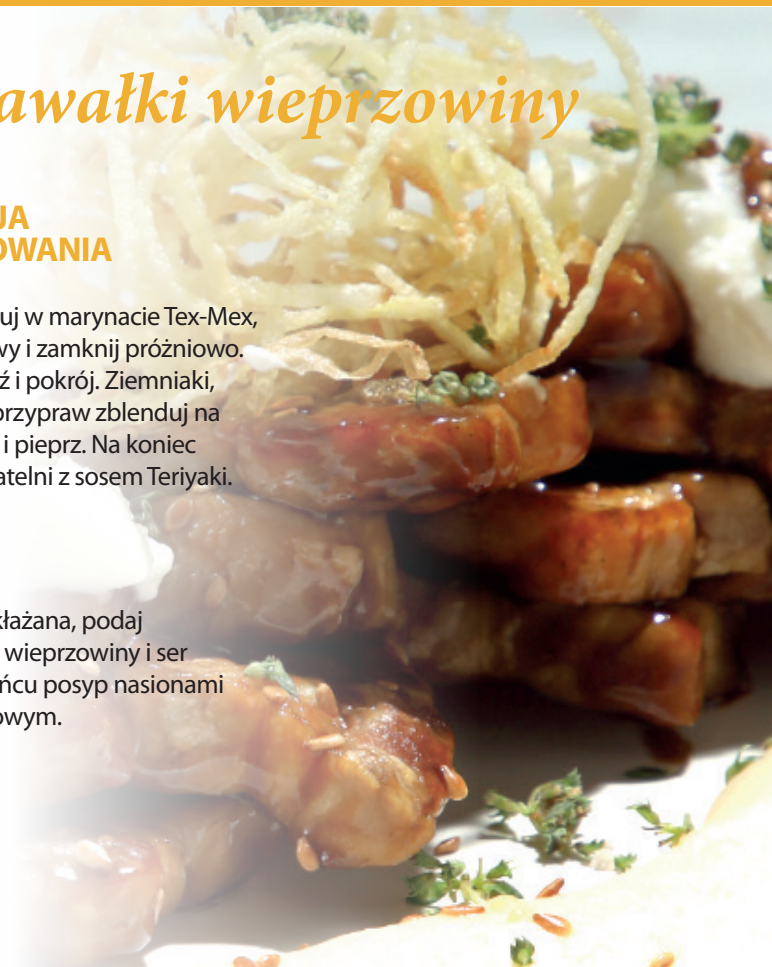 awałki wieprzowiny
JA
OWANIA
uj w marynacie Tex-Mex,
wy i zamknij próżniowo.
ź i pokrój. Ziemniaki,
przypraw zblenduj na
i pieprz. Na koniec
atelni z sosem Teriyaki.
kłażana, podaj
wieprzowiny i ser
ńcu posyp nasionami
owym.